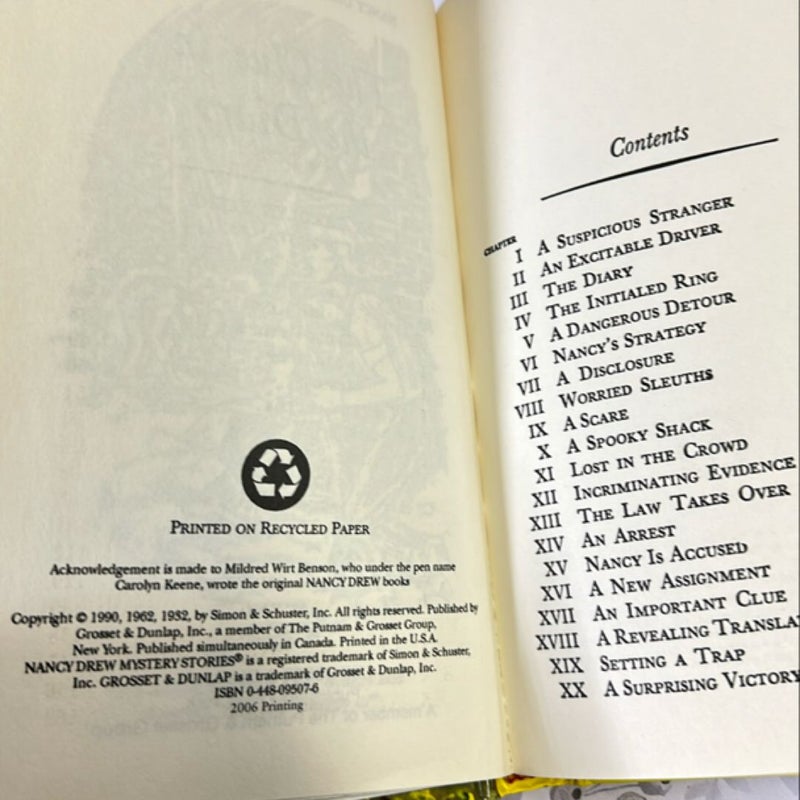 PRINTED ON RECYCLED PAPER
Acknowledgement is made to Mildred Wirt Benson, who under the pen name
Carolyn Keene, wrote the original NANCY DREW books
Copyright © 1990, 1962, 1932, by Simon & Schuster, Inc. All rights reserved. Published by
Grosset & Dunlap, Inc., a member of The Putnam & Grosset Group,
New York. Published simultaneously in Canada. Printed in the U.S.A.
NANCY DREW MYSTERY STORIES® is a registered trademark of Simon & Schuster,
Inc. GROSSET & DUNLAP is a trademark of Grosset & Dunlap, Inc.
ISBN 0-448-09507-6
2006 Printing
Contents
CHAPTER
I A SUSPICIOUS STRANGER
II AN EXCITABLE DRIVER
III THE DIARY
IV THE INITIALED RING
V A DANGEROUS DETOUR
VI NANCY'S STRATEGY
VII A DISCLOSURE
VIII WORRIED SLEUTHS
IX A SCARE
X A SPOOKY SHACK
XI LOST IN THE CROWD
XII INCRIMINATING EVIDENCE
XIII THE LAW TAKES OVER
XIV AN ARREST
XV NANCY IS ACCUSED
XVI A NEW ASSIGNMENT
XVII AN IMPORTANT CLUE
XVIII A REVEALING TRANSLA
XIX SETTING A TRAP
XX A SURPRISING VICTORY